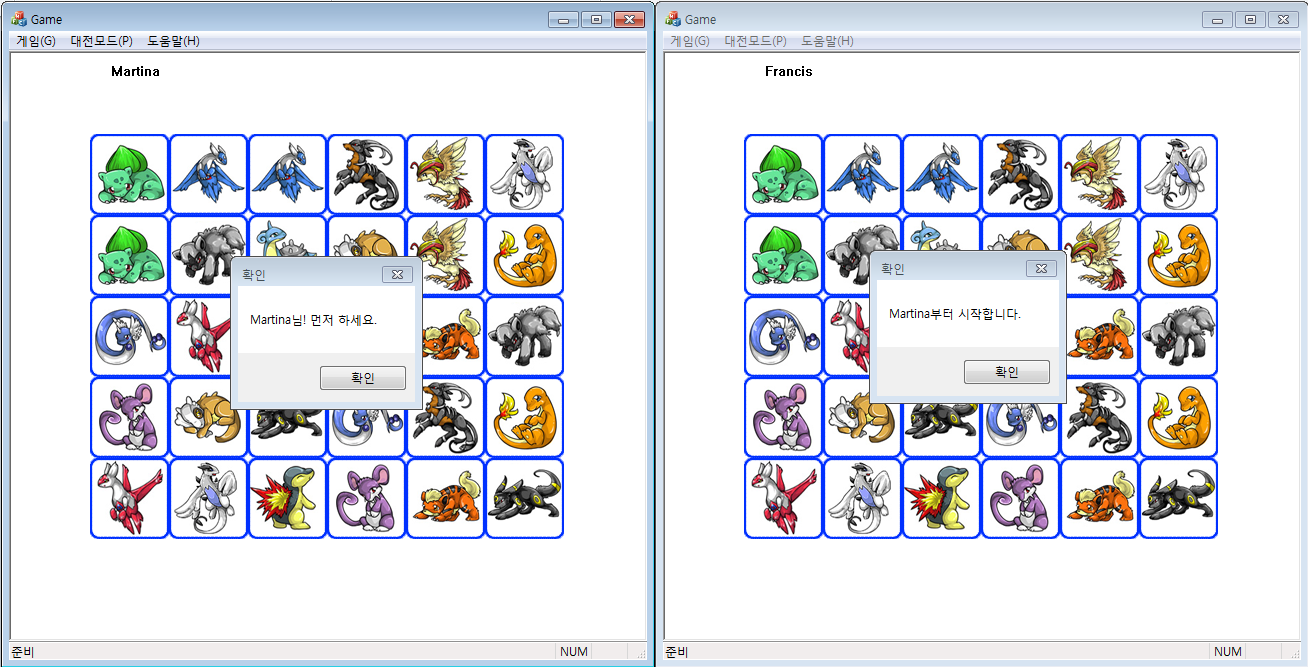 Game
게임(G) 대전모드(P) 도움말(H)
Martina
확인
Martina님! 먼저 하세요.
확인
준비
NUM
Game
게임(G) 대전모드(P) 도움말(H)
Francis
확인
Martina부터 시작합니다.
확인
준비
NUM